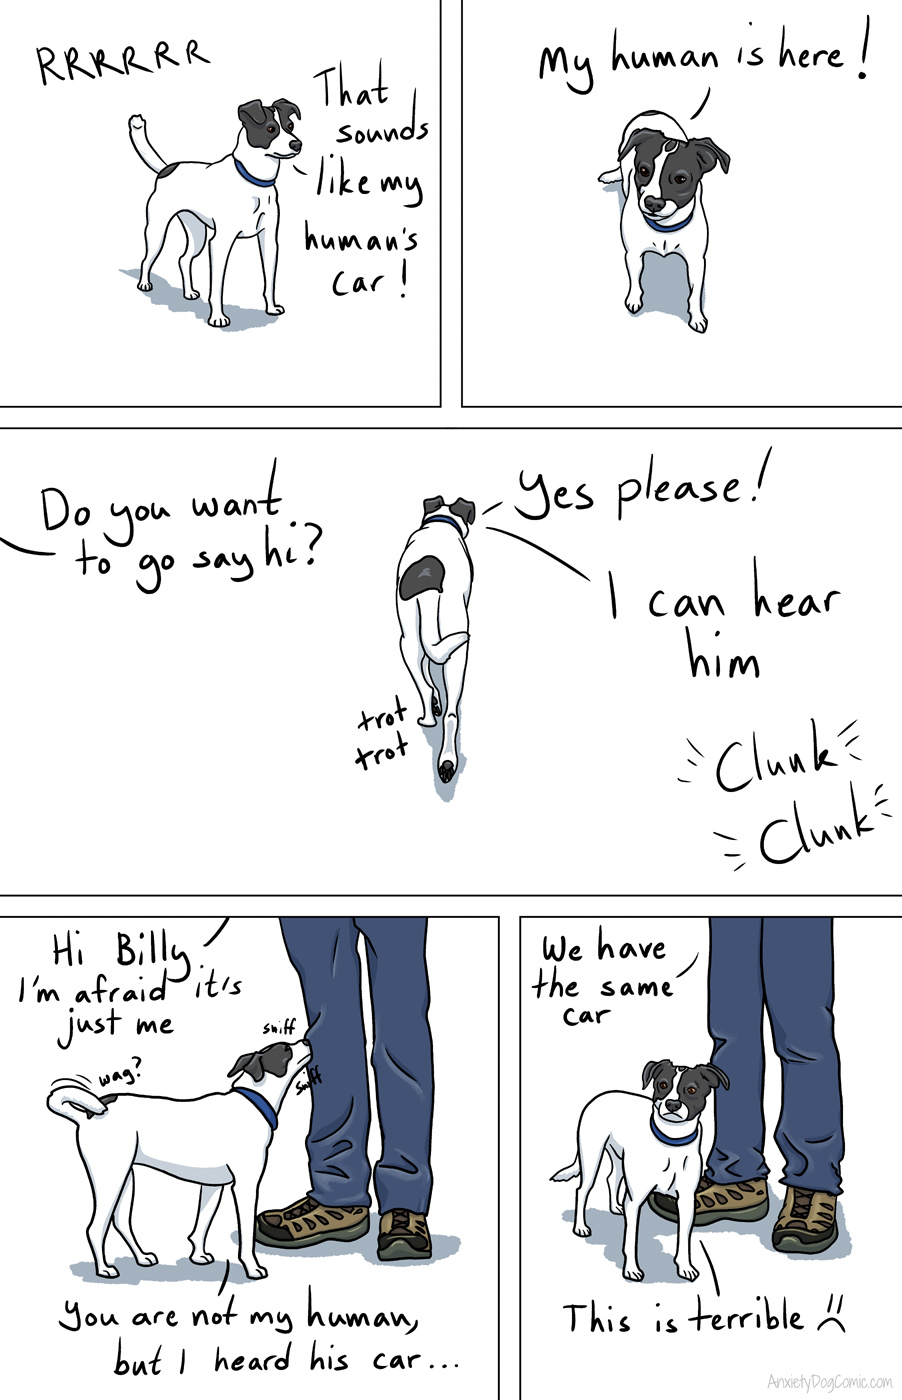 RRRRRR
That
sounds
like my
human's
car!
My human is here!
Do you want
to go say hi?
Yes please!
I can hear
him
trot
trot
Clunk
Clunk
Hi Billy
I'm afraid it's
just me
sniff
sniff
wag?
You are not my human,
but I heard his car...
We have
the same
car
This is terrible :(
AnxietyDogComic.com